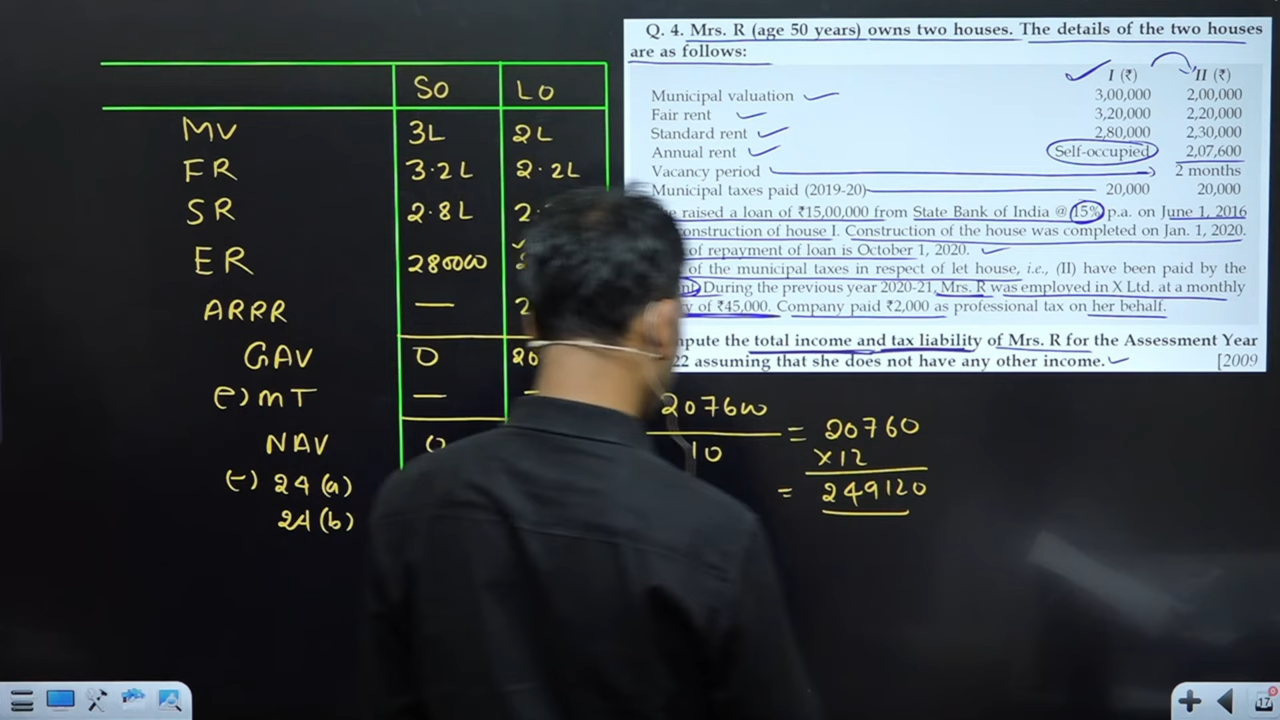 Q. 4. Mrs. R (age 50 years) owns two houses. The details of the two houses
are as follows:
I (₹) II (₹)
Municipal valuation 3,00,000 2,00,000
Fair rent 3,20,000 2,20,000
Standard rent 2,80,000 2,30,000
Annual rent Self-occupied 2,07,600
Vacancy period 2 months
Municipal taxes paid (2019-20) 20,000 20,000
raised a loan of ₹15,00,000 from State Bank of India @ 15% p.a. on June 1, 2016
construction of house I. Construction of the house was completed on Jan. 1, 2020.
of repayment of loan is October 1, 2020.
of the municipal taxes in respect of let house, i.e., (II) have been paid by the
During the previous year 2020-21, Mrs. R was employed in X Ltd. at a monthly
of ₹45,000. Company paid ₹2,000 as professional tax on her behalf.
total income and tax liability of Mrs. R for the Assessment Year
22 assuming that she does not have any other income. [2009
SO LO
MV 3L 2L
FR 3.2L 2.2L
SR 2.8L 2.
ER 280000
ARRR — 2
GAV 0 20
(-) MT — —
NAV 0
(-) 24 (a)
24 (b)
207600
10
= 20760
×12
= 249120
17